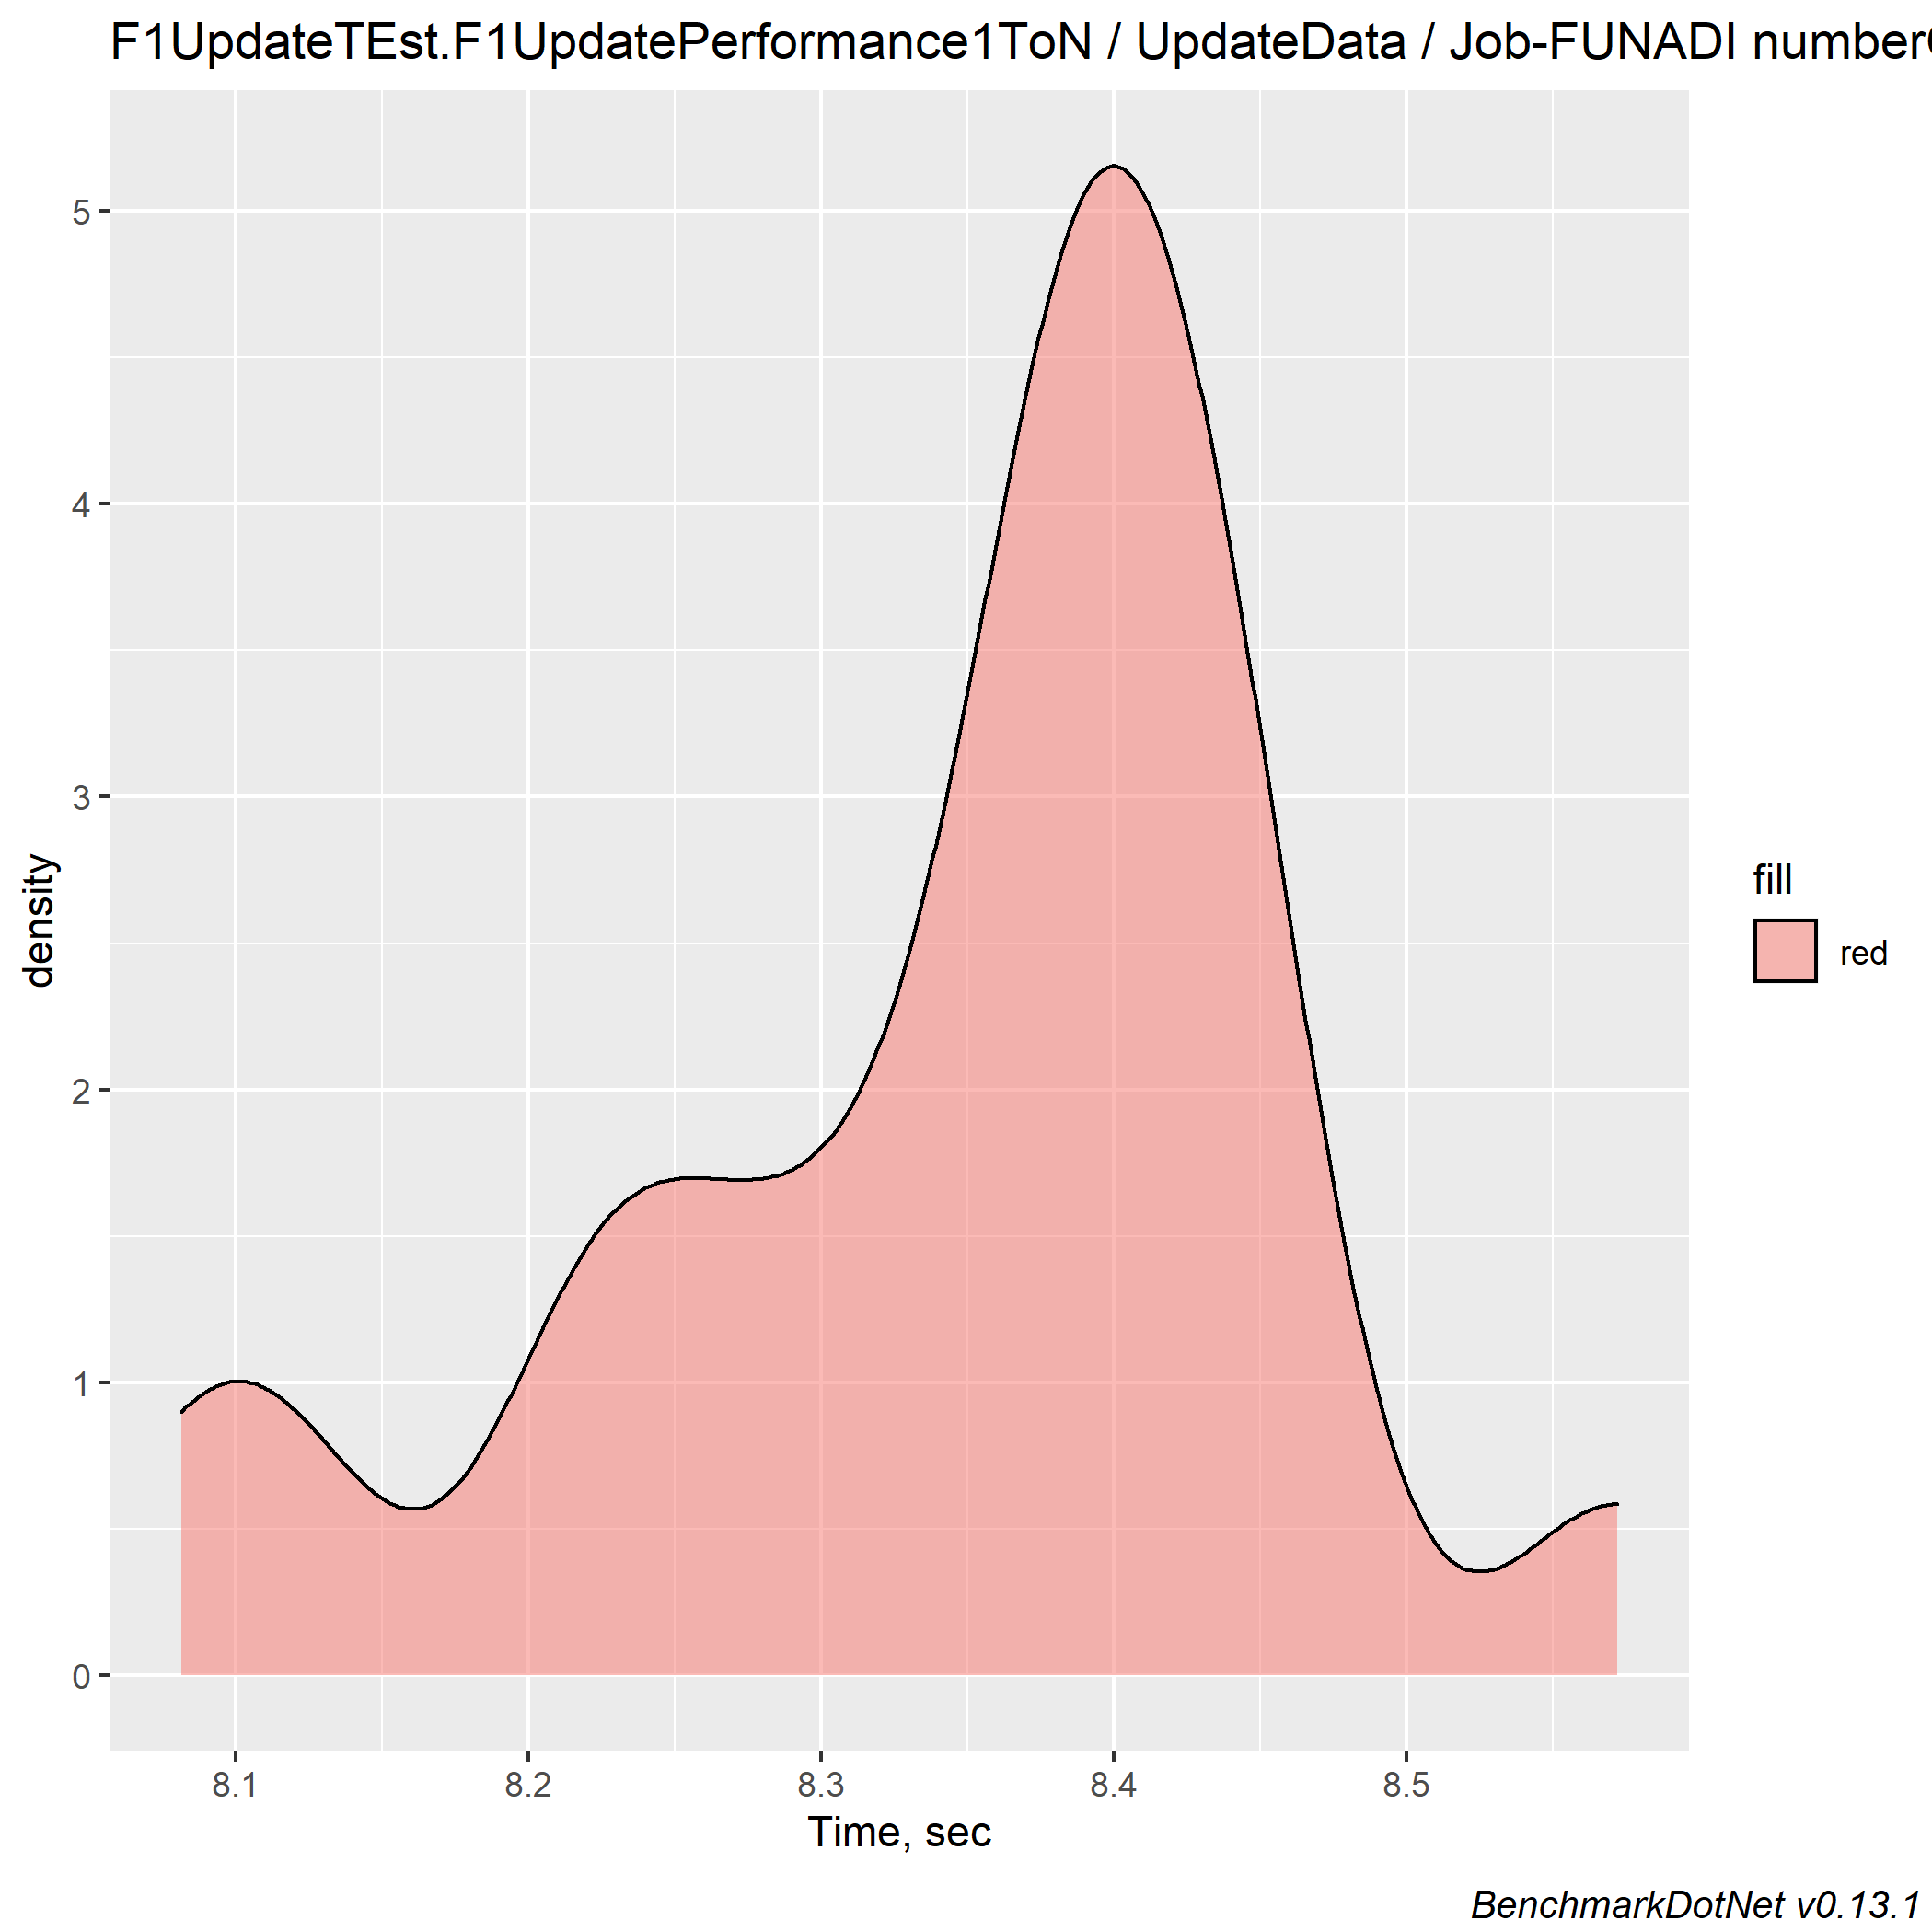 F1UpdateTEst.F1UpdatePerformance1ToN / UpdateData / Job-FUNADI number
5
4
3
2
1
0
density
8.1 8.2 8.3 8.4 8.5
Time, sec
fill
red
BenchmarkDotNet v0.13.1